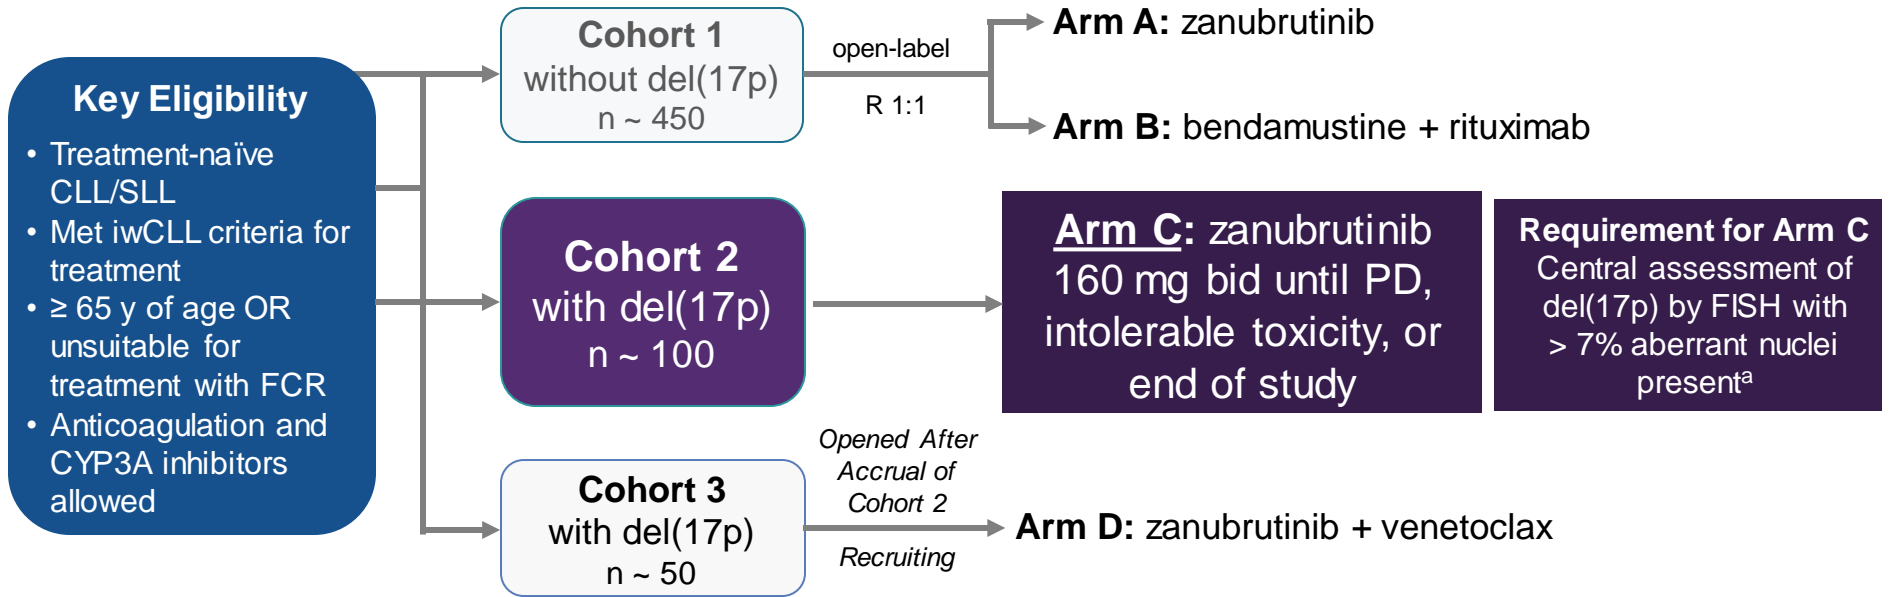 Key Eligibility
• Treatment-naïve
CLL/SLL
• Met iwCLL criteria for
treatment
• ≥ 65 y of age OR
unsuitable for
treatment with FCR
• Anticoagulation and
CYP3A inhibitors
allowed
Cohort 1
without del(17p)
n ~ 450
open-label
R 1:1
Arm A: zanubrutinib
Arm B: bendamustine + rituximab
Cohort 2
with del(17p)
n ~ 100
Arm C: zanubrutinib
160 mg bid until PD,
intolerable toxicity, or
end of study
Requirement for Arm C
Central assessment of
del(17p) by FISH with
> 7% aberrant nuclei
presentᵃ
Cohort 3
with del(17p)
n ~ 50
Opened After
Accrual of
Cohort 2
Recruiting
Arm D: zanubrutinib + venetoclax